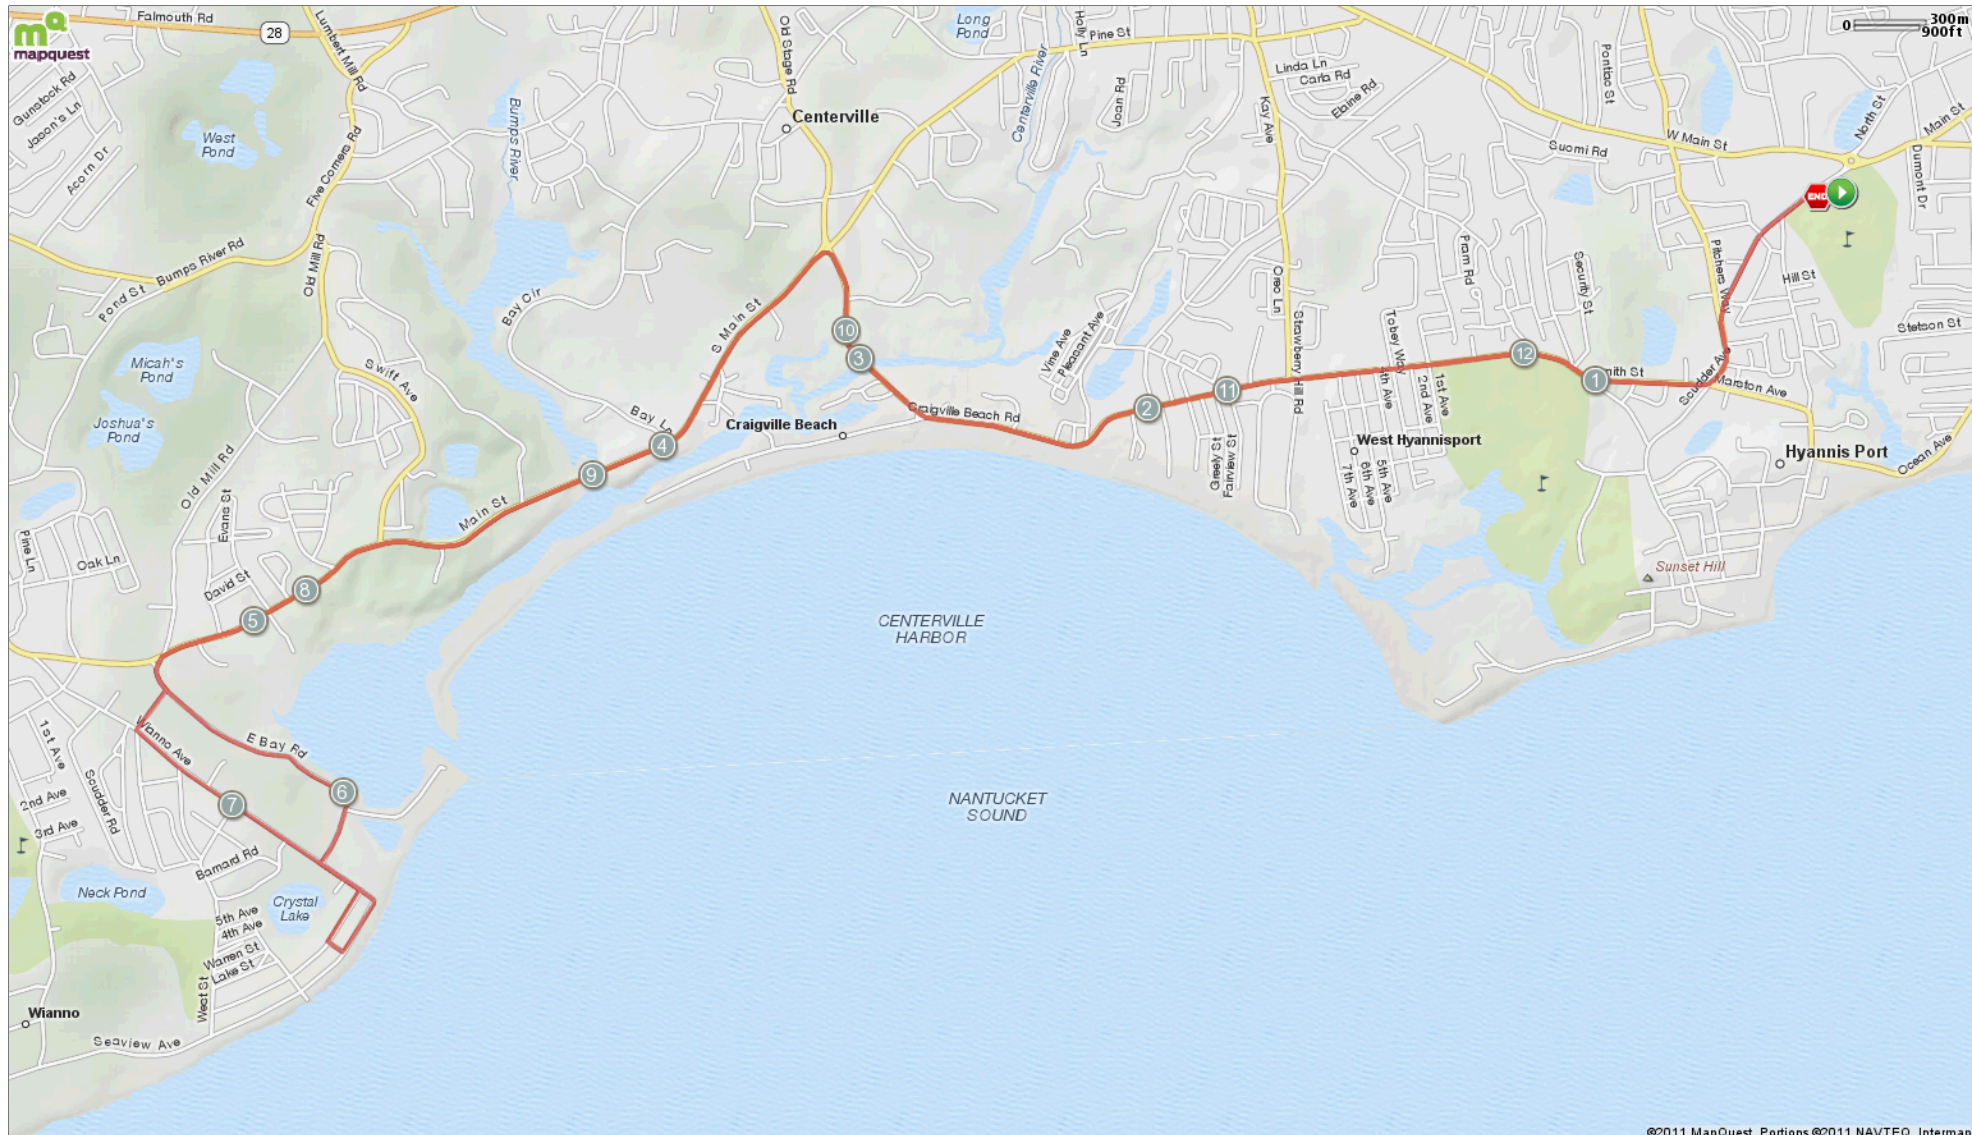 mapquest
Falmouth Rd
28
Lumbert Mill Rd
Old Stage Rd
Long
Pond
Holly Ln
Pine St
0
300m
900ft
Gunstock Rd
Jason's Ln
Acorn Dr
West
Pond
Five Corners Rd
Bumps River
Centerville
Centerville River
Joan Rd
Kay Ave
Linda Ln
Carla Rd
Elaine Rd
Pontiac St
Suomi Rd
W Main St
North St
Main St
Dumont Dr
END
Bumps River Rd
Pond St
Old Mill Rd
Bay Cir
S Main St
Oreo Ln
Pram Rd
Security St
Pitchers Way
Hill St
Stetson St
Micah's
Pond
Swift Ave
Joshua's
Pond
Vine Ave
Pleasant Ave
Strawberry Hill Rd
Tobey Way
4th Ave
2nd Ave
1st Ave
Scudder Ave
Marston Ave
10
3
12
1
11
2
Craigville Beach Rd
Bay Ln
4
Craigville Beach
9
Greely St
Fairview St
West Hyannisport
7th Ave
6th Ave
5th Ave
Hyannis Port
Ocean Ave
Old Mill Rd
Evans St
Main St
Pine Ln
Oak Ln
David St
8
5
Sunset Hill
CENTERVILLE
HARBOR
1st Ave
Wianno Ave
E Bay Rd
6
7
2nd Ave
3rd Ave
Scudder Rd
Barnard Rd
NANTUCKET
SOUND
Neck Pond
Crystal
Lake
5th Ave
4th Ave
Warren St
Lake St
West St
Wianno
Seaview Ave
©2011 MapQuest Portions ©2011 NAVTEQ, Intermap